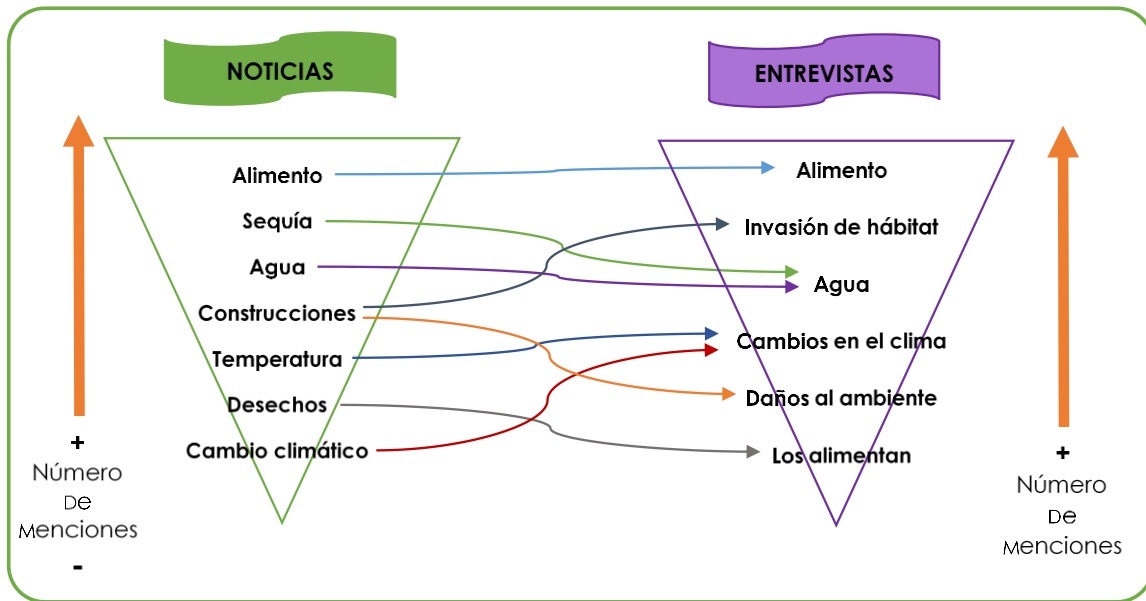 NOTICIAS
ENTREVISTAS
Alimento
Sequía
Agua
Construcciones
Temperatura
Desechos
Cambio climático
Alimento
Invasión de hábitat
Agua
Cambios en el clima
Daños al ambiente
Los alimentan
+
Número
De
Menciones
-
+
Número
De
Menciones